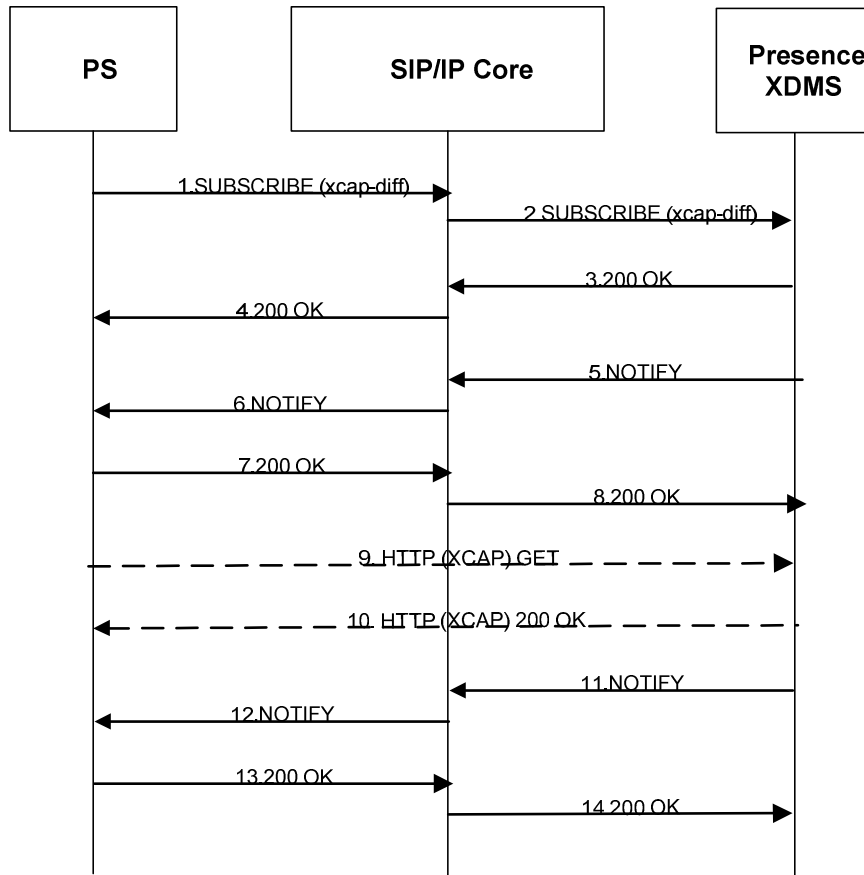 PS
SIP/IP Core
Presence
XDMS
1.SUBSCRIBE (xcap-diff)
2 SUBSCRIBE (xcap-diff)
3.200 OK
4.200 OK
5.NOTIFY
6.NOTIFY
7.200 OK
8.200 OK
9. HTTP (XCAP) GET
10. HTTP (XCAP) 200 OK
11.NOTIFY
12.NOTIFY
13.200 OK
14.200 OK